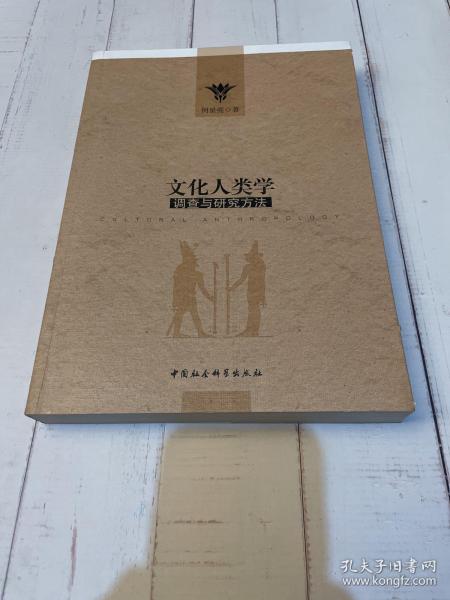 何星亮◎著
文化人类学
调查与研究方法
CULTURAL ANTHROPOLOGY
中国社会科学出版社
孔夫子旧书网
www.kongfz.com